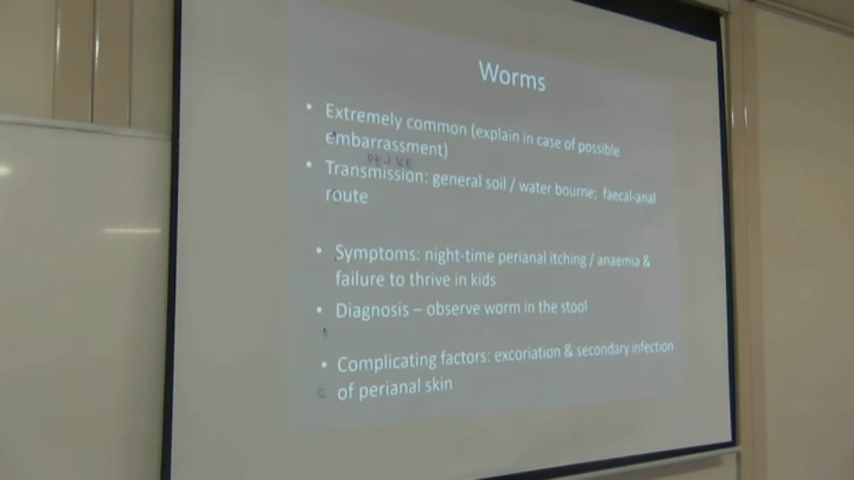 Worms
• Extremely common (explain in case of possible
embarrassment)
• Transmission: general soil / water bourne; faecal-anal
route
• Symptoms: night-time perianal itching / anaemia &
failure to thrive in kids
• Diagnosis – observe worm in the stool
• Complicating factors: excoriation & secondary infection
of perianal skin